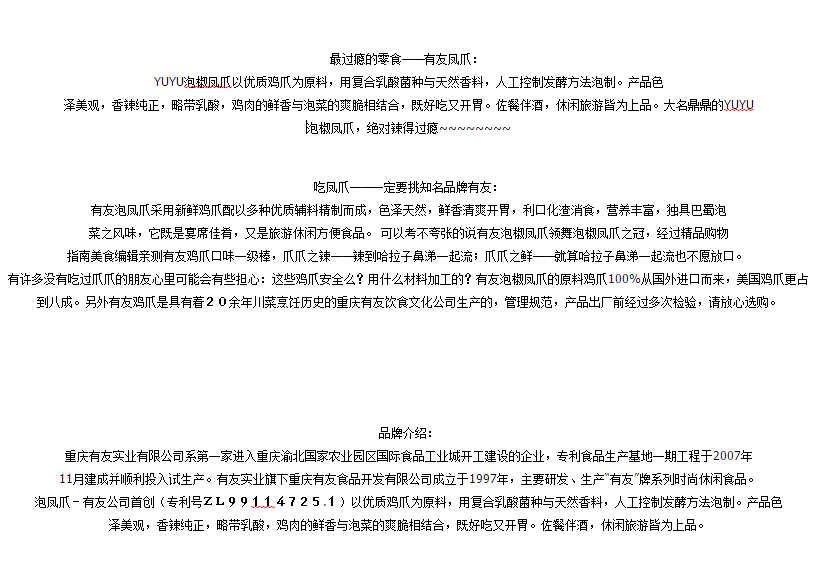 最过瘾的零食——有友凤爪：
YUYU泡椒凤爪以优质鸡爪为原料，用复合乳酸菌种与天然香料，人工控制发酵方法泡制。产品色
泽美观，香辣纯正，略带乳酸，鸡肉的鲜香与泡菜的爽脆相结合，既好吃又开胃。佐餐伴酒，休闲旅游皆为上品。大名鼎鼎的YUYU
泡椒凤爪，绝对辣得过瘾~~~~~~~~
吃凤爪——一定要挑知名品牌有友：
有友泡凤爪采用新鲜鸡爪配以多种优质辅料精制而成，色泽天然，鲜香清爽开胃，利口化渣消食，营养丰富，独具巴蜀泡
菜之风味，它既是宴席佳肴，又是旅游休闲方便食品。 可以考不夸张的说有友泡椒凤爪领舞泡椒凤爪之冠，经过精品购物
指南美食编辑亲测有友鸡爪口味一级棒，爪爪之辣——辣到哈拉子鼻涕一起流；爪爪之鲜——就算哈拉子鼻涕一起流也不愿放口。
有许多没有吃过爪爪的朋友心里可能会有些担心：这些鸡爪安全么？用什么材料加工的？有友泡椒凤爪的原料鸡爪100%从国外进口而来，美国鸡爪更占
到八成。另外有友鸡爪是具有着２０余年川菜烹饪历史的重庆有友饮食文化公司生产的，管理规范，产品出厂前经过多次检验，请放心选购。
品牌介绍：
重庆有友实业有限公司系第一家进入重庆渝北国家农业园区国际食品工业城开工建设的企业，专利食品生产基地一期工程于2007年
11月建成并顺利投入试生产。有友实业旗下重庆有友食品开发有限公司成立于1997年，主要研发、生产“有友”牌系列时尚休闲食品。
泡凤爪－有友公司首创（专利号ＺＬ９９１１４７２５.１）以优质鸡爪为原料，用复合乳酸菌种与天然香料，人工控制发酵方法泡制。产品色
泽美观，香辣纯正，略带乳酸，鸡肉的鲜香与泡菜的爽脆相结合，既好吃又开胃。佐餐伴酒，休闲旅游皆为上品。